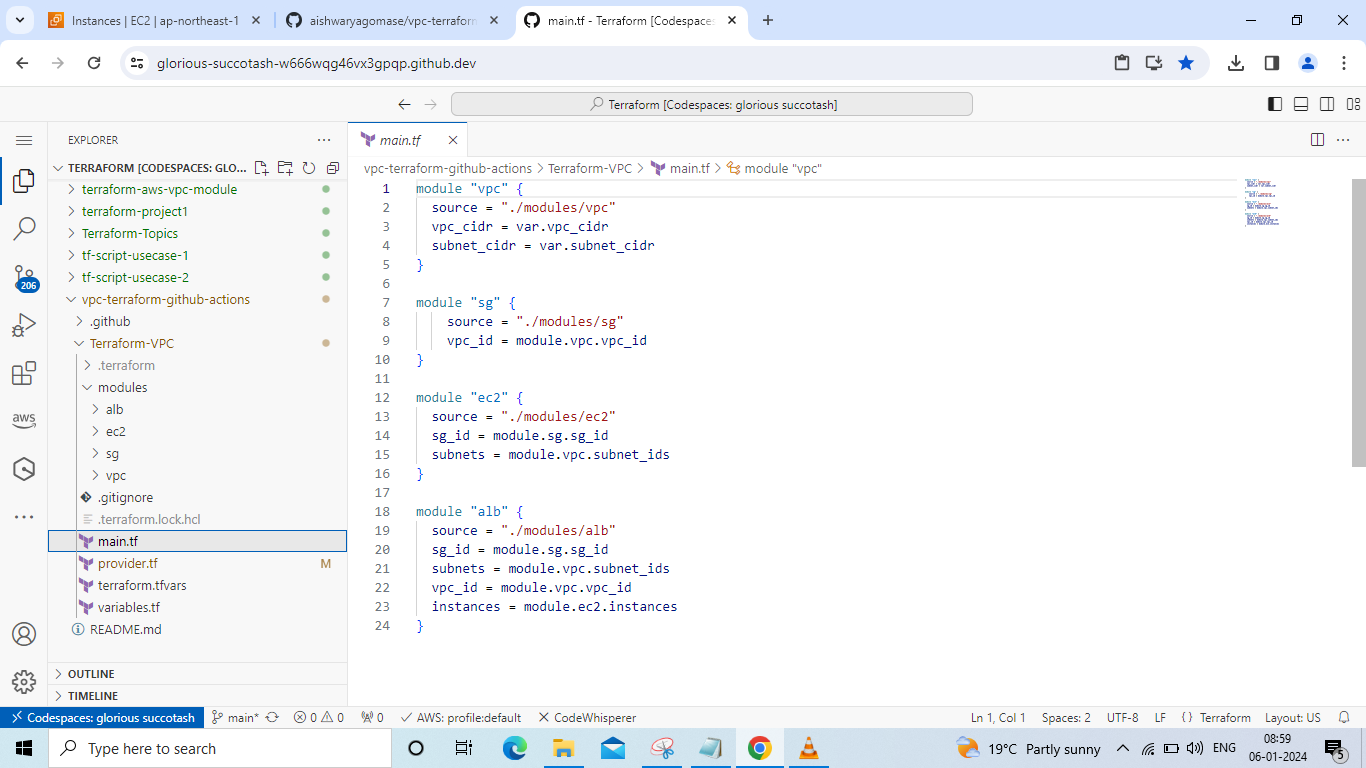 Instances | EC2 | ap-northeast-1
aishwaryagomase/vpc-terraform
main.tf - Terraform [Codespaces
glorious-succotash-w666wqg46vx3gpqp.github.dev
Terraform [Codespaces: glorious succotash]
EXPLORER
TERRAFORM [CODESPACES: GLO...
terraform-aws-vpc-module
terraform-project1
Terraform-Topics
tf-script-usecase-1
tf-script-usecase-2
vpc-terraform-github-actions
.github
Terraform-VPC
.terraform
modules
alb
ec2
sg
vpc
.gitignore
.terraform.lock.hcl
main.tf
provider.tf M
terraform.tfvars
variables.tf
README.md
OUTLINE
TIMELINE
206
aws
main.tf
vpc-terraform-github-actions > Terraform-VPC > main.tf > module "vpc"
1 module "vpc" {
2 source = "./modules/vpc"
3 vpc_cidr = var.vpc_cidr
4 subnet_cidr = var.subnet_cidr
5 }
6
7 module "sg" {
8 source = "./modules/sg"
9 vpc_id = module.vpc.vpc_id
10 }
11
12 module "ec2" {
13 source = "./modules/ec2"
14 sg_id = module.sg.sg_id
15 subnets = module.vpc.subnet_ids
16 }
17
18 module "alb" {
19 source = "./modules/alb"
20 sg_id = module.sg.sg_id
21 subnets = module.vpc.subnet_ids
22 vpc_id = module.vpc.vpc_id
23 instances = module.ec2.instances
24 }
Codespaces: glorious succotash main* 0 0 0 AWS: profile:default CodeWhisperer Ln 1, Col 1 Spaces: 2 UTF-8 LF {} Terraform Layout: US
Type here to search
19°C Partly sunny ENG
08:59
06-01-2024
5